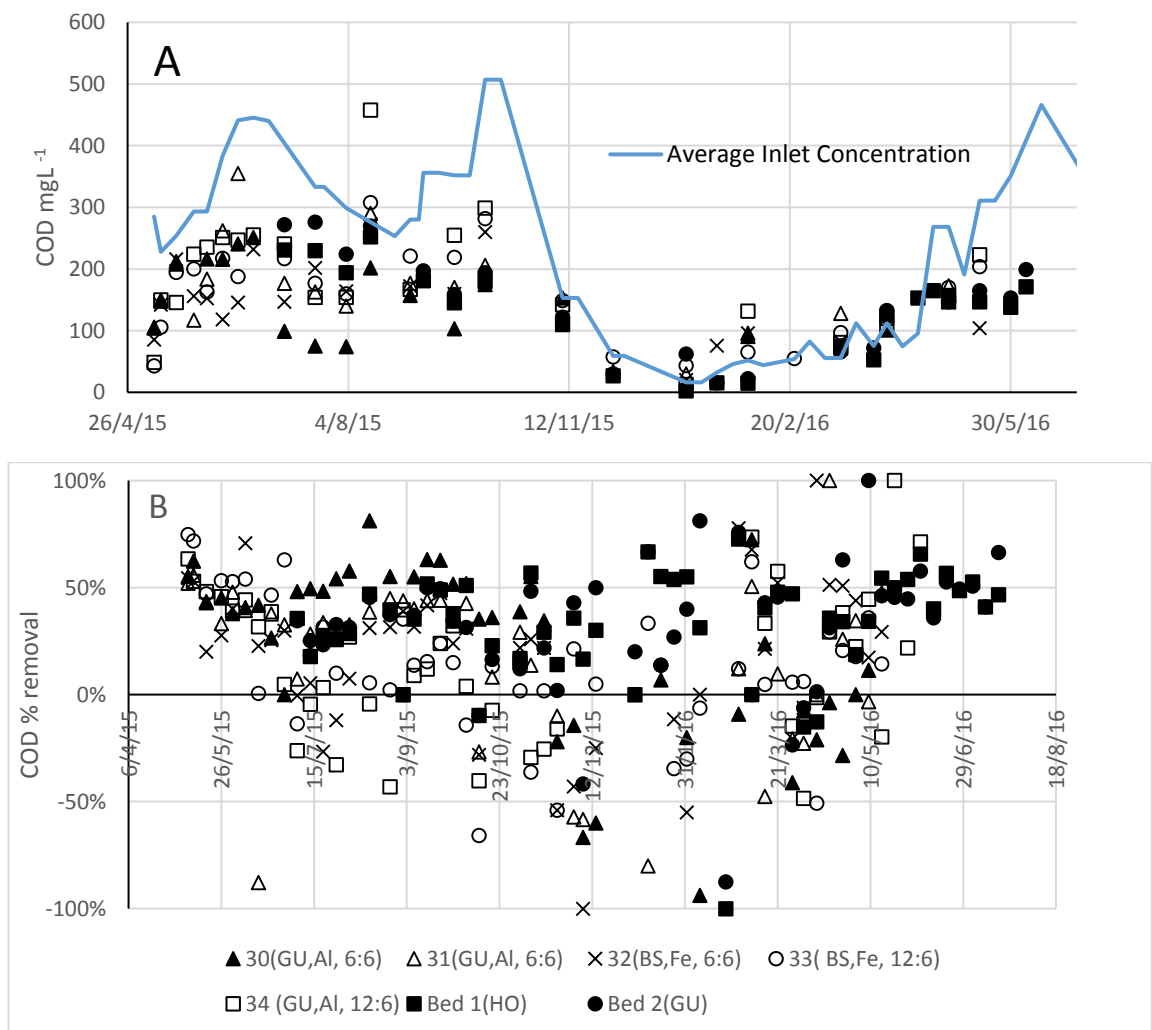 A
600
500
400
300
200
100
0
COD mgL -1
Average Inlet Concentration
26/4/15 4/8/15 12/11/15 20/2/16 30/5/16
B
100%
50%
0%
-50%
-100%
COD % removal
6/4/15 26/5/15 15/7/15 3/9/15 23/10/15 12/12/15 31/1/16 21/3/16 10/5/16 29/6/16 18/8/16
30(GU,Al, 6:6) 31(GU,Al, 6:6) 32(BS,Fe, 6:6) 33( BS,Fe, 12:6)
34 (GU,Al, 12:6) Bed 1(HO) Bed 2(GU)